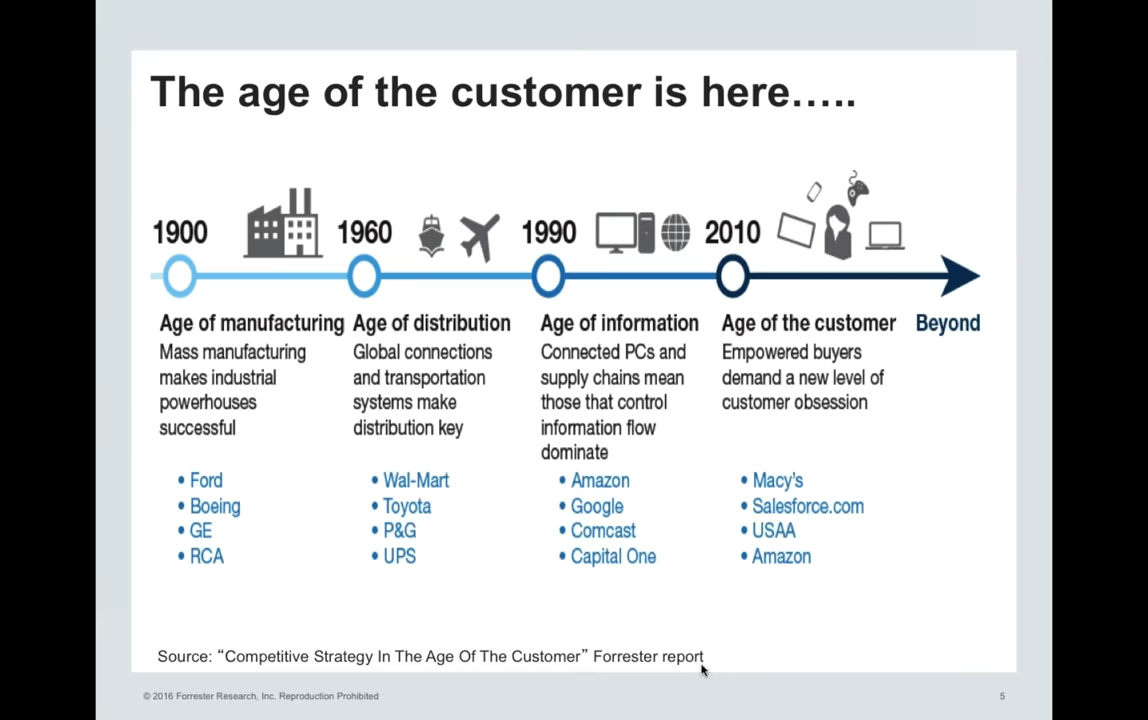 The age of the customer is here…..
1900
1960
1990
2010
Age of manufacturing
Mass manufacturing
makes industrial
powerhouses
successful
• Ford
• Boeing
• GE
• RCA
Age of distribution
Global connections
and transportation
systems make
distribution key
• Wal-Mart
• Toyota
• P&G
• UPS
Age of information
Connected PCs and
supply chains mean
those that control
information flow
dominate
• Amazon
• Google
• Comcast
• Capital One
Age of the customer
Empowered buyers
demand a new level of
customer obsession
• Macy's
• Salesforce.com
• USAA
• Amazon
Beyond
Source: “Competitive Strategy In The Age Of The Customer” Forrester report
© 2016 Forrester Research, Inc. Reproduction Prohibited
5